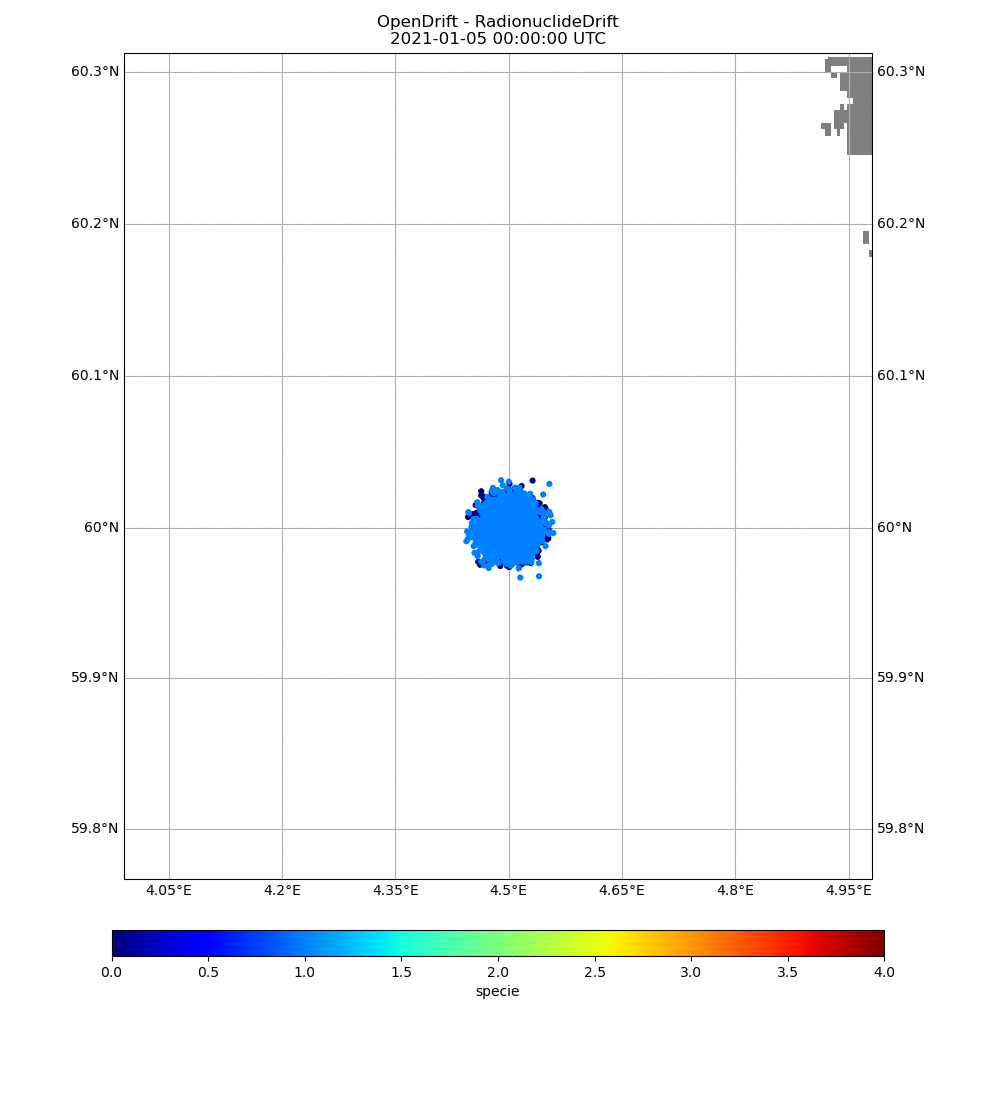 OpenDrift - RadionuclideDrift
2021-01-05 00:00:00 UTC
60.3°N 60.3°N
60.2°N 60.2°N
60.1°N 60.1°N
60°N 60°N
59.9°N 59.9°N
59.8°N 59.8°N
4.05°E 4.2°E 4.35°E 4.5°E 4.65°E 4.8°E 4.95°E
0.0 0.5 1.0 1.5 2.0 2.5 3.0 3.5 4.0
specie